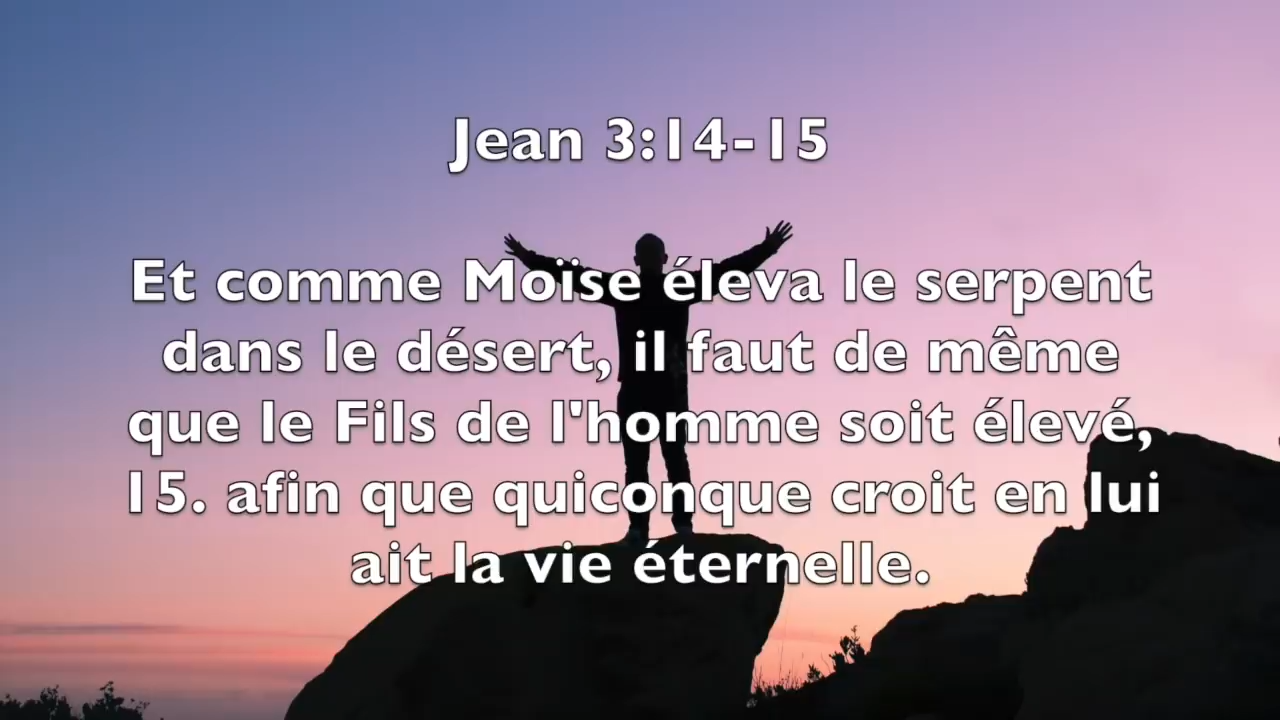 Jean 3:14-15
Et comme Moïse éleva le serpent
dans le désert, il faut de même
que le Fils de l'homme soit élevé,
15. afin que quiconque croit en lui
ait la vie éternelle.